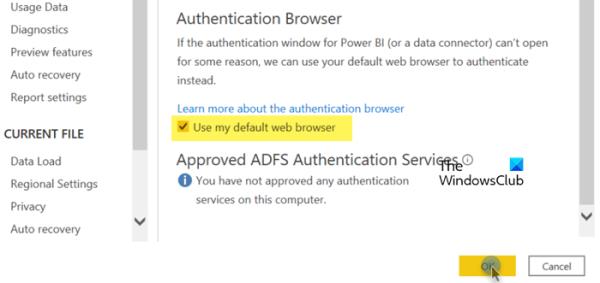 Usage Data
Diagnostics
Preview features
Auto recovery
Report settings
CURRENT FILE
Data Load
Regional Settings
Privacy
Auto recovery
Authentication Browser
If the authentication window for Power BI (or a data connector) can't open
for some reason, we can use your default web browser to authenticate
instead.
Learn more about the authentication browser
Use my default web browser
Approved ADFS Authentication Services
You have not approved any authentication
services on this computer.
The
WindowsClub
OK
Cancel